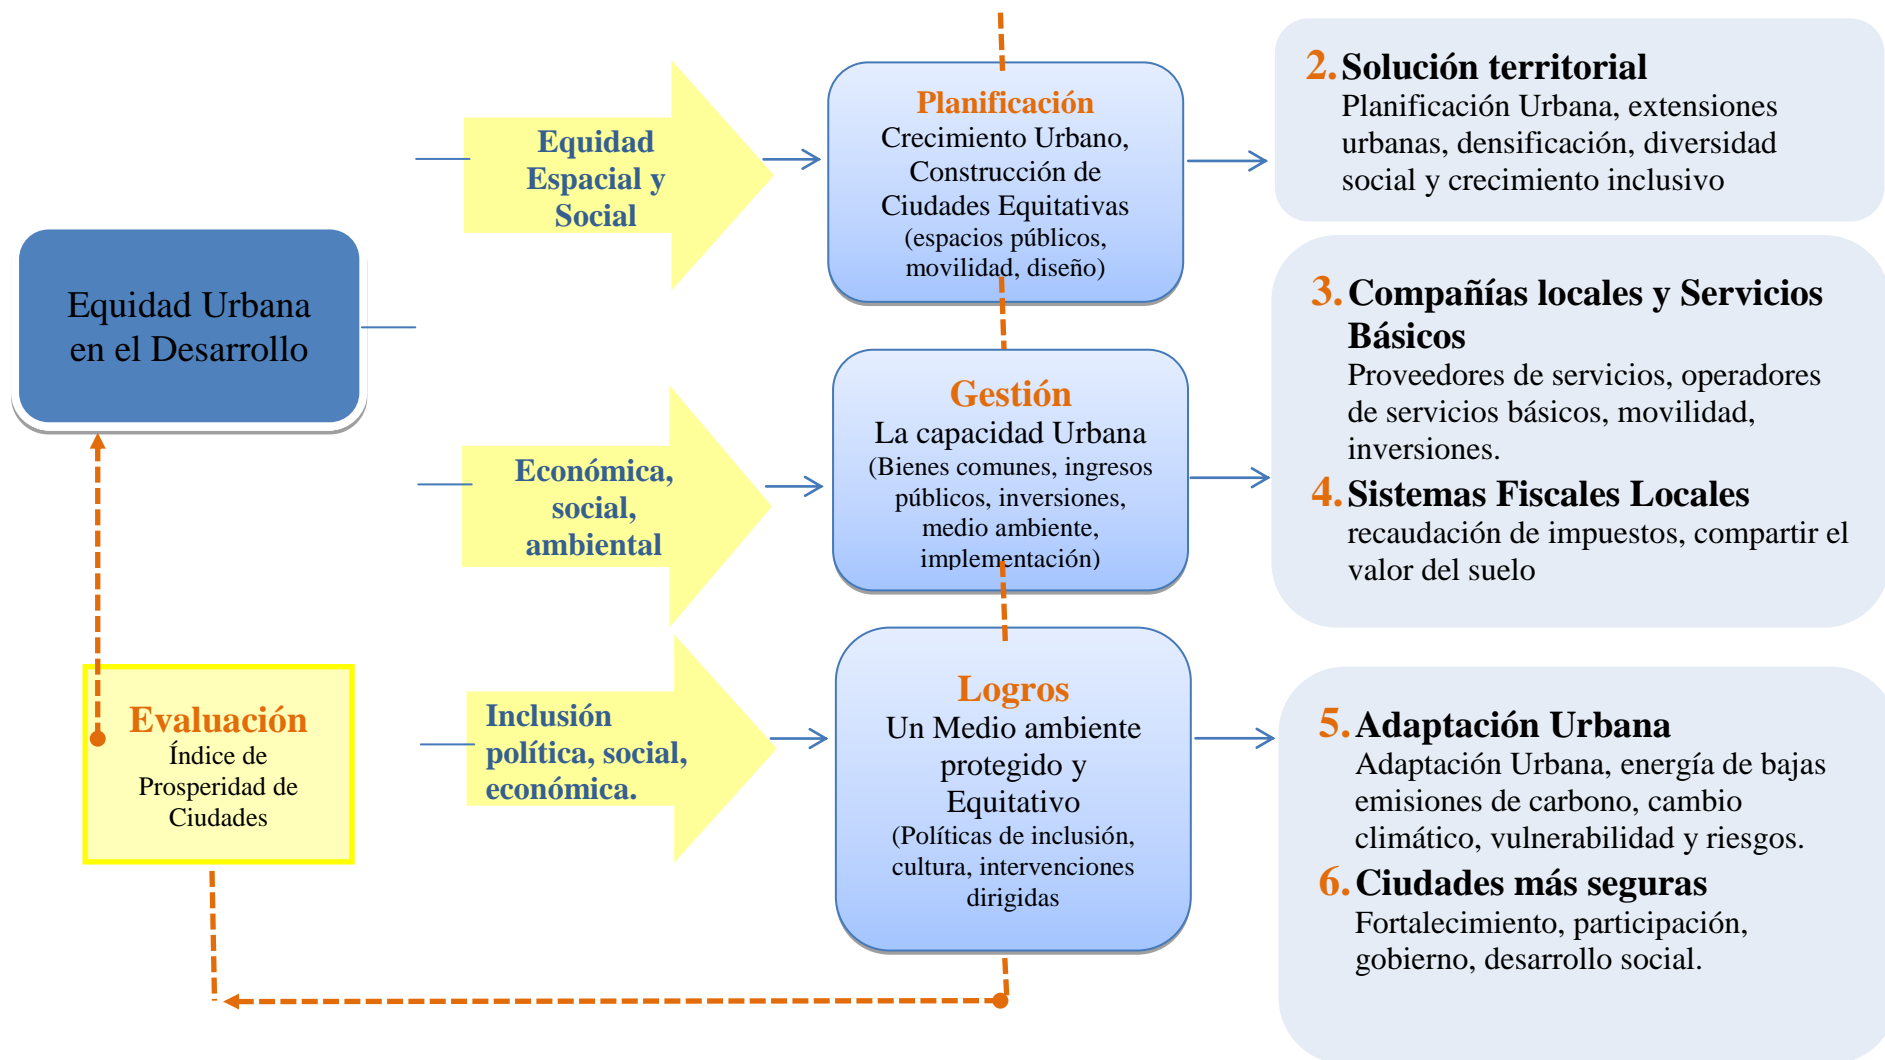 Equidad Urbana
en el Desarrollo
Evaluación
Índice de
Prosperidad de
Ciudades
Equidad
Espacial y
Social
Económica,
social,
ambiental
Inclusión
política, social,
económica.
Planificación
Crecimiento Urbano,
Construcción de
Ciudades Equitativas
(espacios públicos,
movilidad, diseño)
Gestión
La capacidad Urbana
(Bienes comunes, ingresos
públicos, inversiones,
medio ambiente,
implementación)
Logros
Un Medio ambiente
protegido y
Equitativo
(Políticas de inclusión,
cultura, intervenciones
dirigidas
2. Solución territorial
Planificación Urbana, extensiones
urbanas, densificación, diversidad
social y crecimiento inclusivo
3. Compañías locales y Servicios
Básicos
Proveedores de servicios, operadores
de servicios básicos, movilidad,
inversiones.
4. Sistemas Fiscales Locales
recaudación de impuestos, compartir el
valor del suelo
5. Adaptación Urbana
Adaptación Urbana, energía de bajas
emisiones de carbono, cambio
climático, vulnerabilidad y riesgos.
6. Ciudades más seguras
Fortalecimiento, participación,
gobierno, desarrollo social.